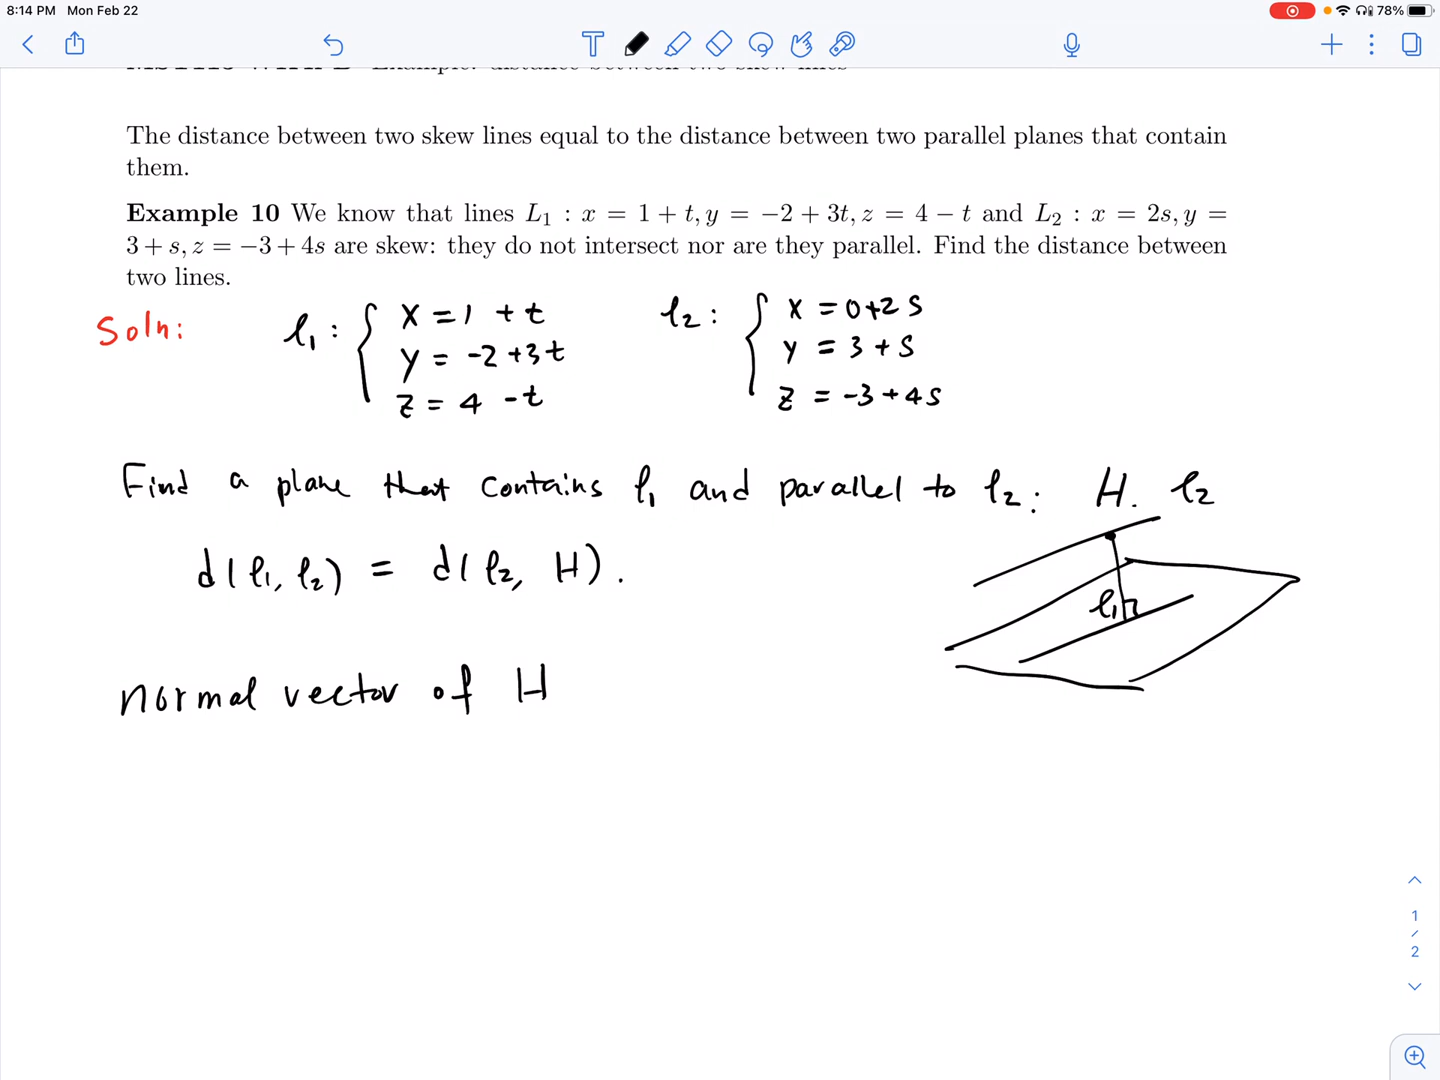 8:14 PM Mon Feb 22 78%
The distance between two skew lines equal to the distance between two parallel planes that contain
them.
Example 10 We know that lines L₁ : x = 1 + t, y = −2 + 3t, z = 4 − t and L₂ : x = 2s, y =
3 + s, z = −3 + 4s are skew: they do not intersect nor are they parallel. Find the distance between
two lines.
Soln: l₁ : { x = 1 + t l₂ : { x = 0+2s
y = -2 +3t y = 3 + s
z = 4 - t z = -3 + 4s
Find a plane that contains l₁ and parallel to l₂ : H. l₂
d(l₁, l₂) = d(l₂, H).
l₁
normal vector of H
1
/
2